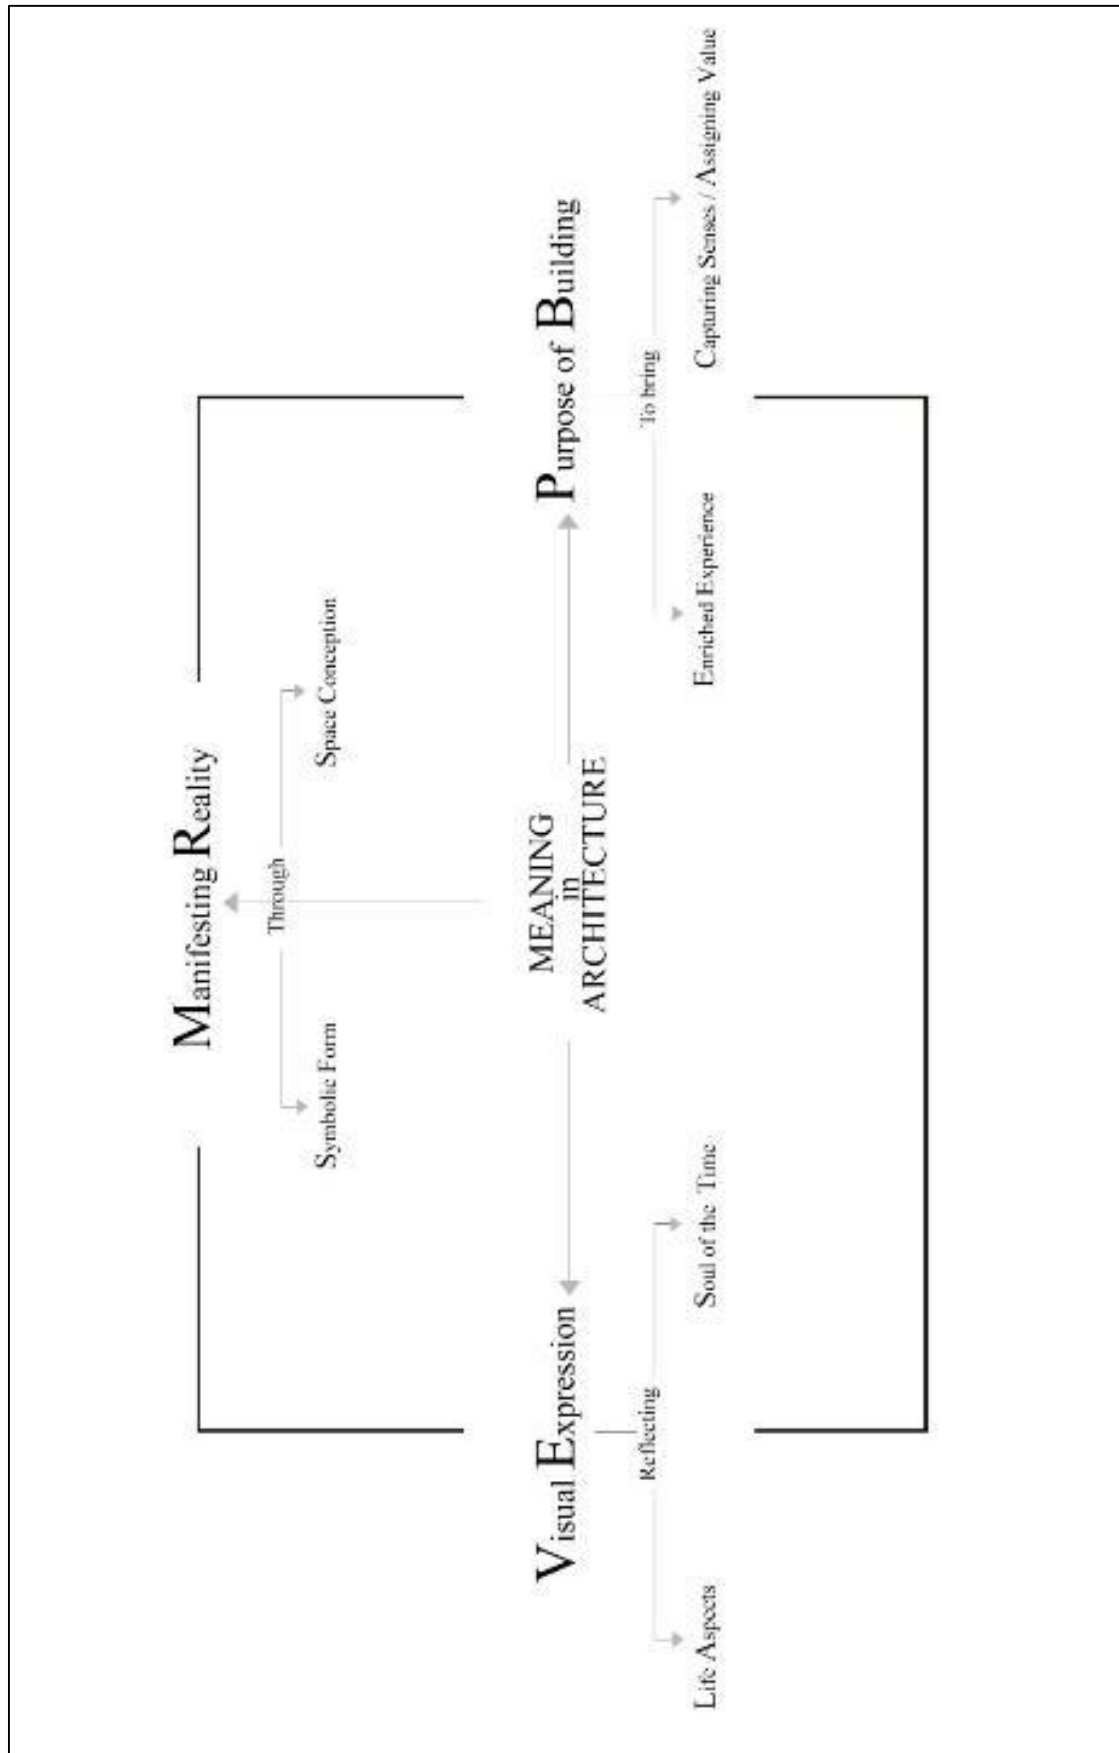 Manifesting Reality
Through
Symbolic Form
Space Conception
MEANING
in
ARCHITECTURE
Visual Expression
Reflecting
Life Aspects
Soul of the Time
Purpose of Building
To bring
Enriched Experience
Capturing Senses / Assigning Value